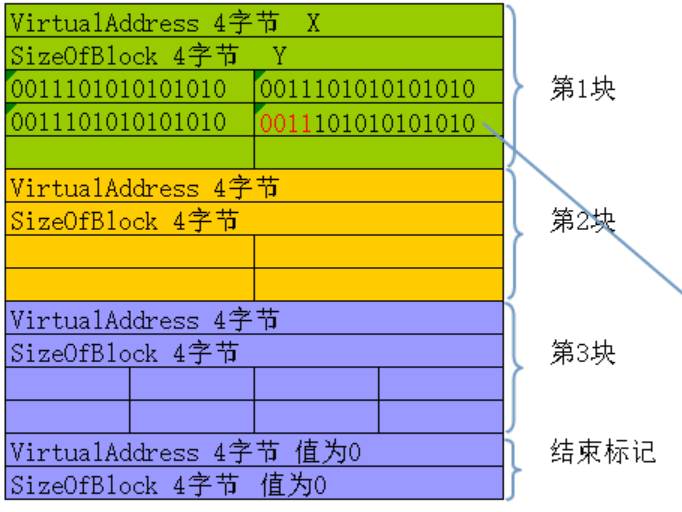 VirtualAddress 4字节 X
SizeOfBlock 4字节 Y
0011101010101010 0011101010101010
第1块
0011101010101010 0011101010101010
VirtualAddress 4字节
SizeOfBlock 4字节
第2块
VirtualAddress 4字节
SizeOfBlock 4字节
第3块
VirtualAddress 4字节 值为0
结束标记
SizeOfBlock 4字节 值为0